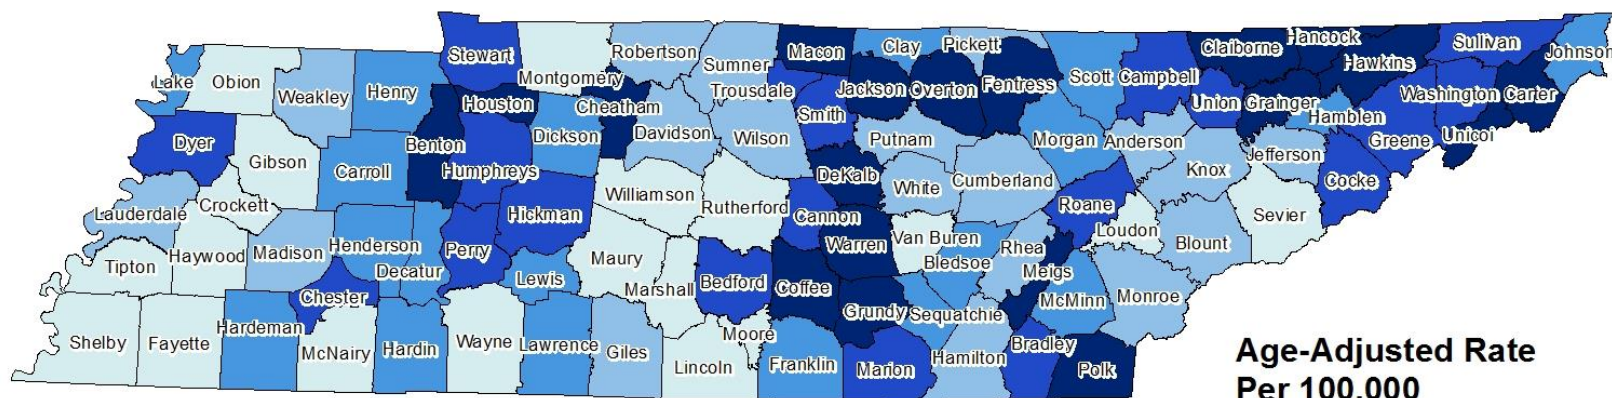 Lake
Obion
Weakley
Henry
Stewart
Montgomery
Robertson
Sumner
Trousdale
Macon
Clay
Pickett
Scott
Campbell
Claiborne
Hancock
Hawkins
Sullivan
Johnson
Dyer
Gibson
Carroll
Benton
Houston
Humphreys
Dickson
Cheatham
Davidson
Wilson
Smith
Jackson
Overton
Fentress
Putnam
Morgan
Anderson
Union
Grainger
Hamblen
Jefferson
Knox
Greene
Washington
Carter
Unicoi
Cocke
Lauderdale
Crockett
Haywood
Madison
Henderson
Decatur
Perry
Hickman
Williamson
Rutherford
Cannon
DeKalb
White
Cumberland
Warren
Van Buren
Bledsoe
Rhea
Roane
Loudon
Blount
Sevier
Tipton
Chester
Lewis
Maury
Marshall
Bedford
Coffee
Grundy
Sequatchie
Meigs
McMinn
Monroe
Shelby
Fayette
Hardeman
McNairy
Hardin
Wayne
Lawrence
Giles
Lincoln
Moore
Franklin
Marion
Hamilton
Bradley
Polk
Age-Adjusted Rate
Per 100,000